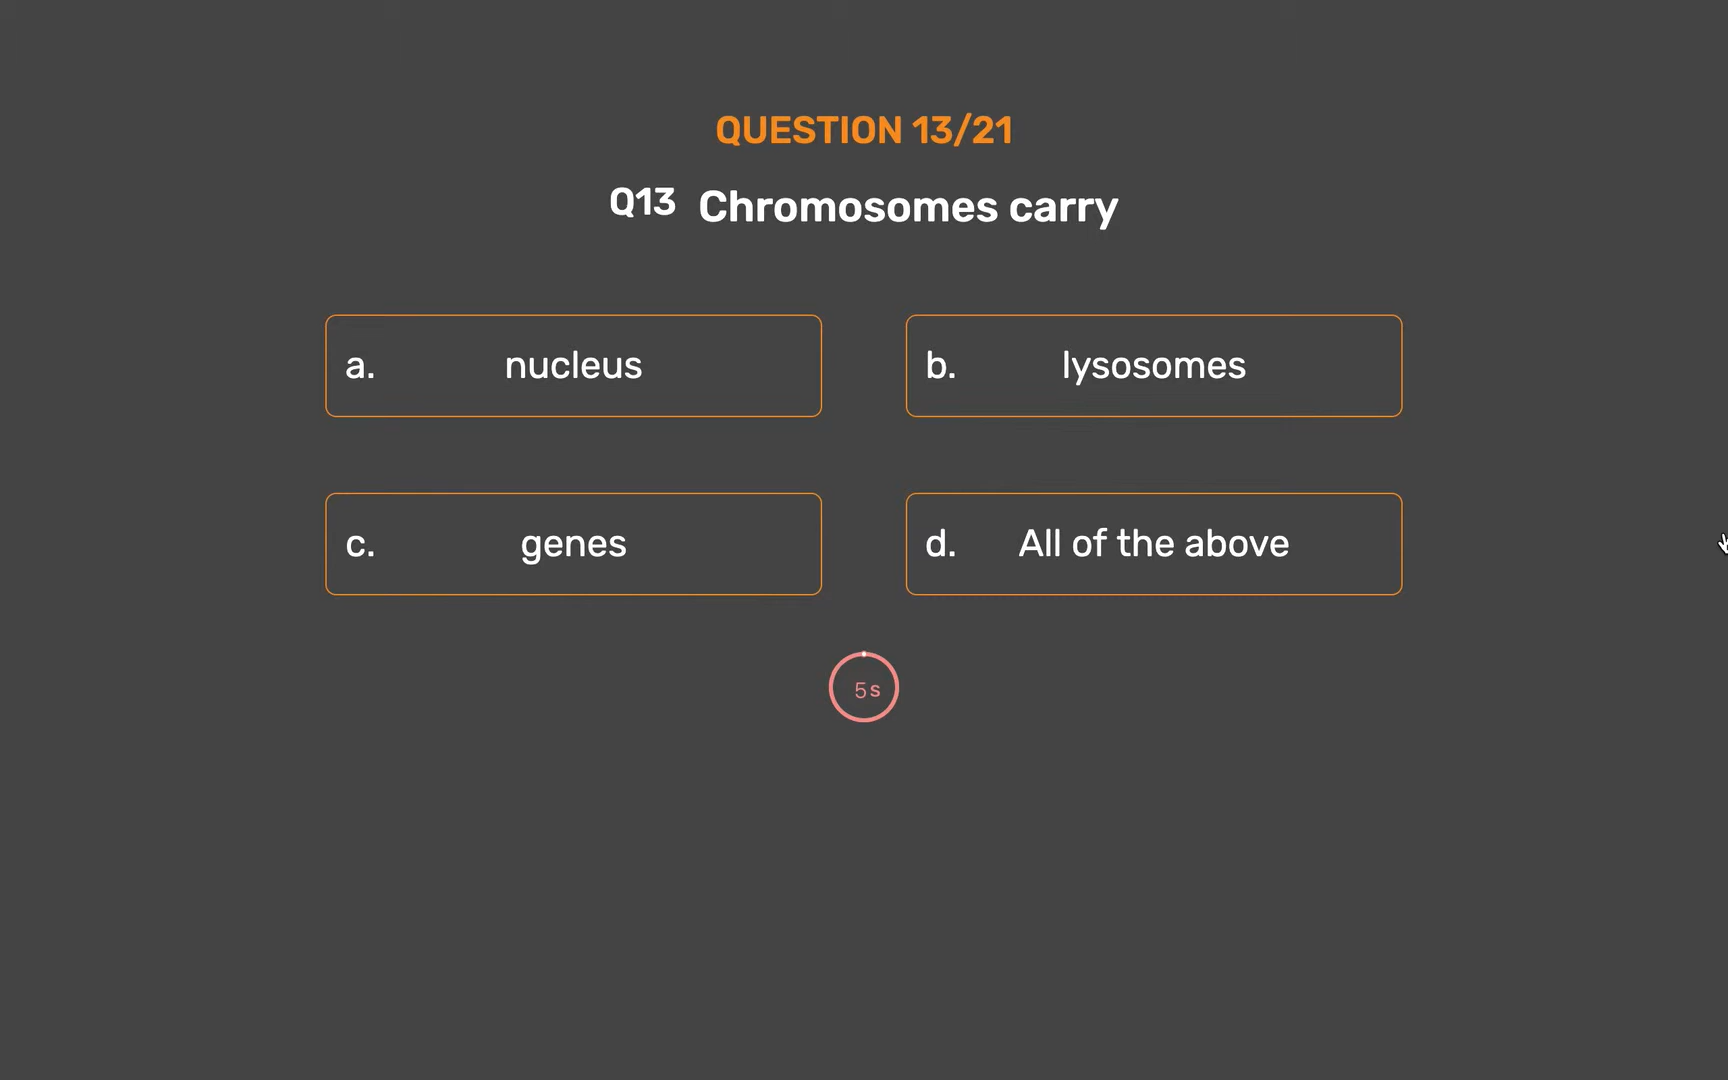 QUESTION 13/21
Q13 Chromosomes carry
a. nucleus
b. lysosomes
c. genes
d. All of the above
5s